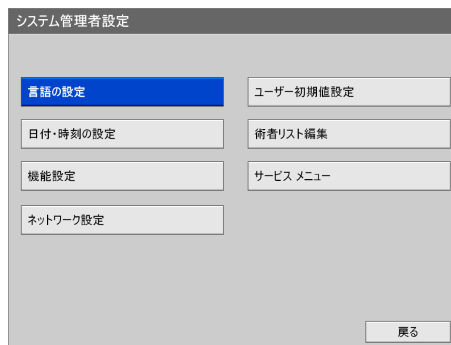 システム管理者設定
言語の設定
ユーザー初期値設定
日付・時刻の設定
術者リスト編集
機能設定
サービス メニュー
ネットワーク設定
戻る